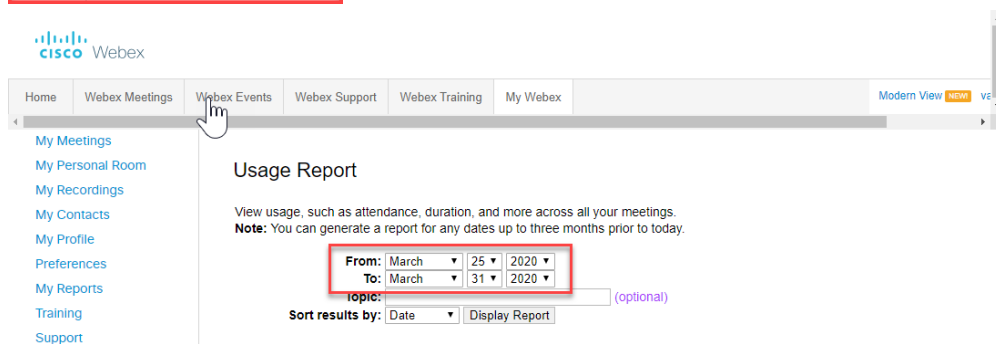 CISCO Webex
Home Webex Meetings Webex Events Webex Support Webex Training My Webex Modern View NEW! va
My Meetings
My Personal Room
My Recordings
My Contacts
My Profile
Preferences
My Reports
Training
Support
Usage Report
View usage, such as attendance, duration, and more across all your meetings.
Note: You can generate a report for any dates up to three months prior to today.
From: March 25 2020
To: March 31 2020
Topic: (optional)
Sort results by: Date Display Report